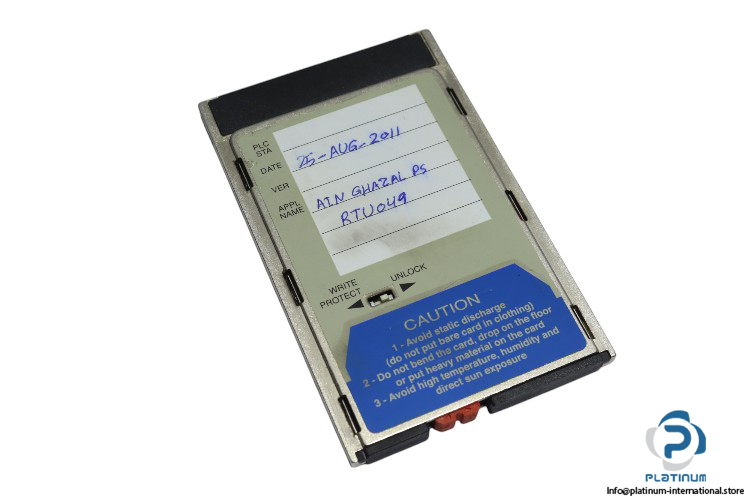 PLC
STA
DATE 25-AUG-2011
VER
APPL
NAME
AIN GHAZAL PS
RTU049
WRITE
PROTECT
UNLOCK
CAUTION
1 - Avoid static discharge
(do not put bare card in clothing)
2 - Do not bend the card, drop on the floor
or put heavy material on the card
3 - Avoid high temperature, humidity and
direct sun exposure
PLATINUM
Info@platinum-international.store